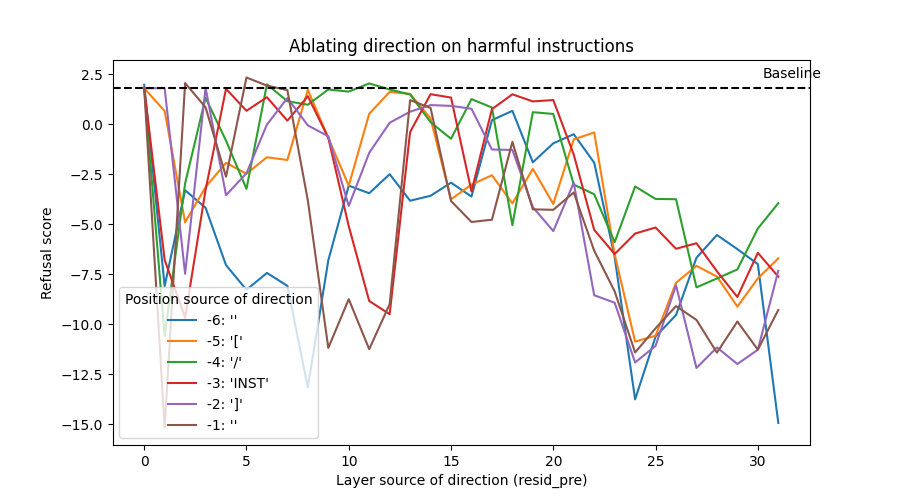 Ablating direction on harmful instructions
Baseline
Refusal score
2.5
0.0
−2.5
−5.0
−7.5
−10.0
−12.5
−15.0
Position source of direction
-6: ''
-5: '['
-4: '/'
-3: 'INST'
-2: ']'
-1: ''
0 5 10 15 20 25 30
Layer source of direction (resid_pre)